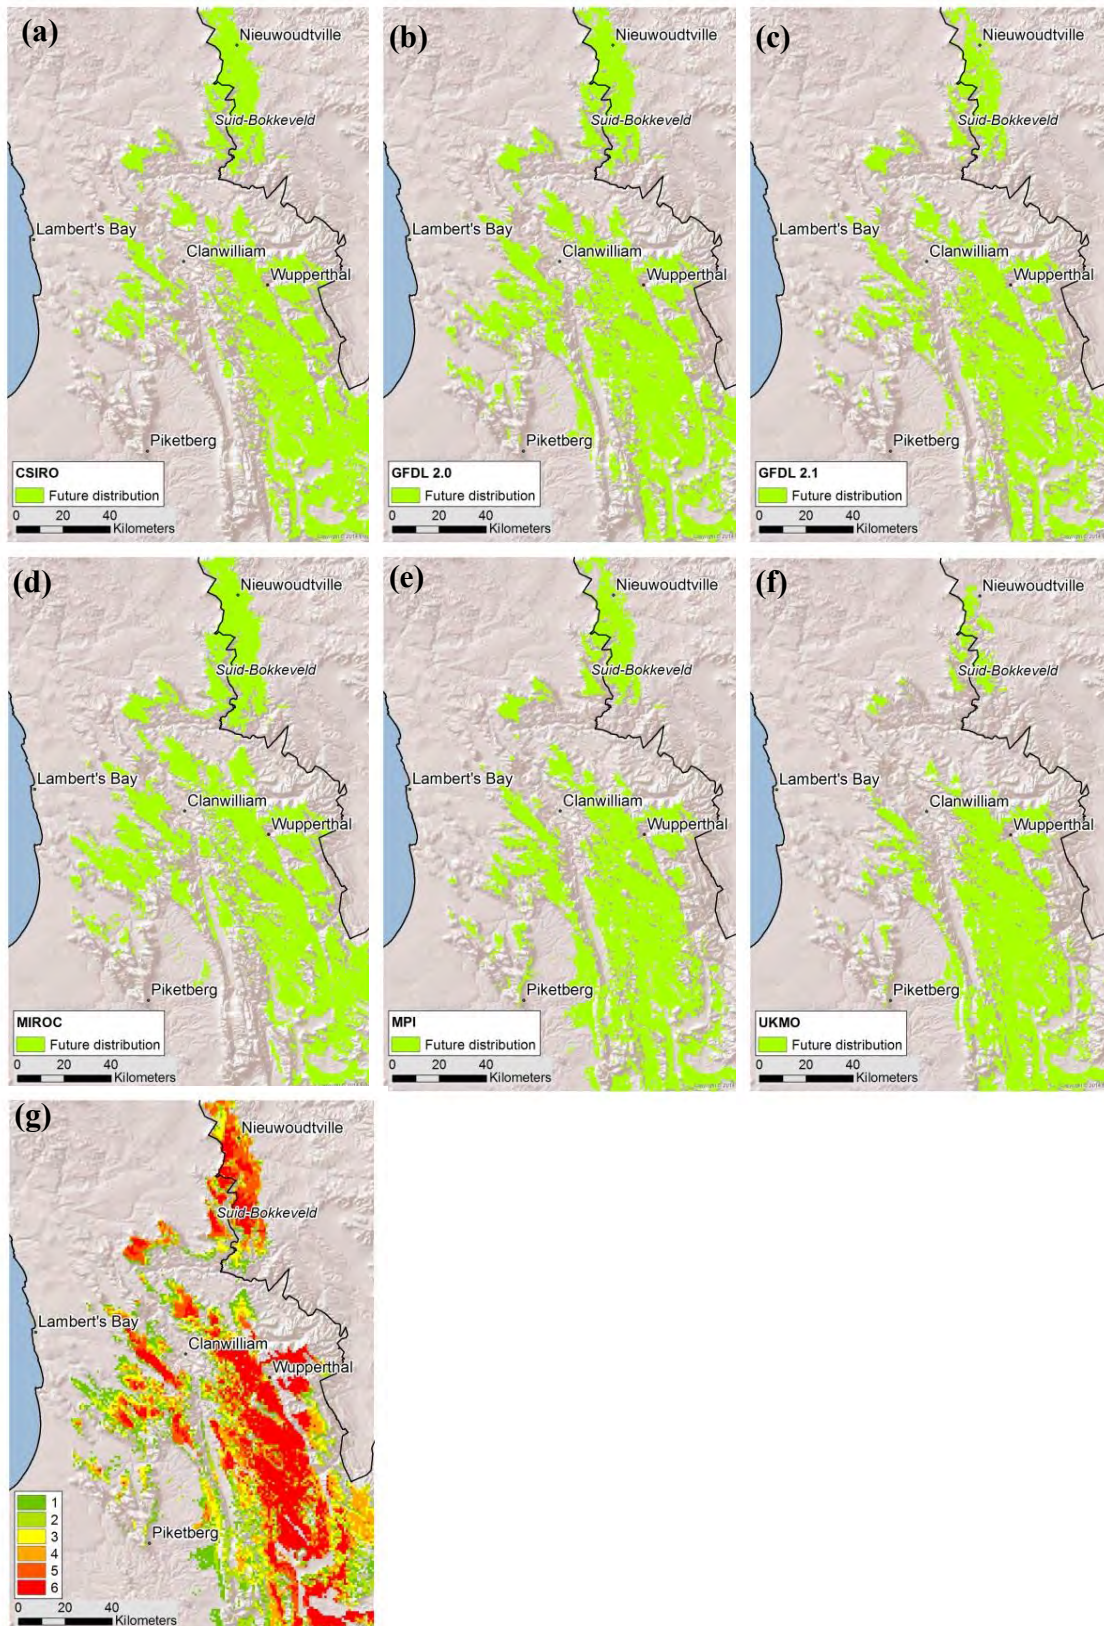 (a)
Nieuwoudtville
Suid-Bokkeveld
Lambert's Bay
Clanwilliam
Wupperthal
Piketberg
CSIRO
Future distribution
0 20 40
Kilometers
(b)
Nieuwoudtville
Suid-Bokkeveld
Lambert's Bay
Clanwilliam
Wupperthal
Piketberg
GFDL 2.0
Future distribution
0 20 40
Kilometers
(c)
Nieuwoudtville
Suid-Bokkeveld
Lambert's Bay
Clanwilliam
Wupperthal
Piketberg
GFDL 2.1
Future distribution
0 20 40
Kilometers
(d)
Nieuwoudtville
Suid-Bokkeveld
Lambert's Bay
Clanwilliam
Wupperthal
Piketberg
MIROC
Future distribution
0 20 40
Kilometers
(e)
Nieuwoudtville
Suid-Bokkeveld
Lambert's Bay
Clanwilliam
Wupperthal
Piketberg
MPI
Future distribution
0 20 40
Kilometers
(f)
Nieuwoudtville
Suid-Bokkeveld
Lambert's Bay
Clanwilliam
Wupperthal
Piketberg
UKMO
Future distribution
0 20 40
Kilometers
(g)
Nieuwoudtville
Suid-Bokkeveld
Lambert's Bay
Clanwilliam
Wupperthal
Piketberg
1
2
3
4
5
6
0 20 40
Kilometers